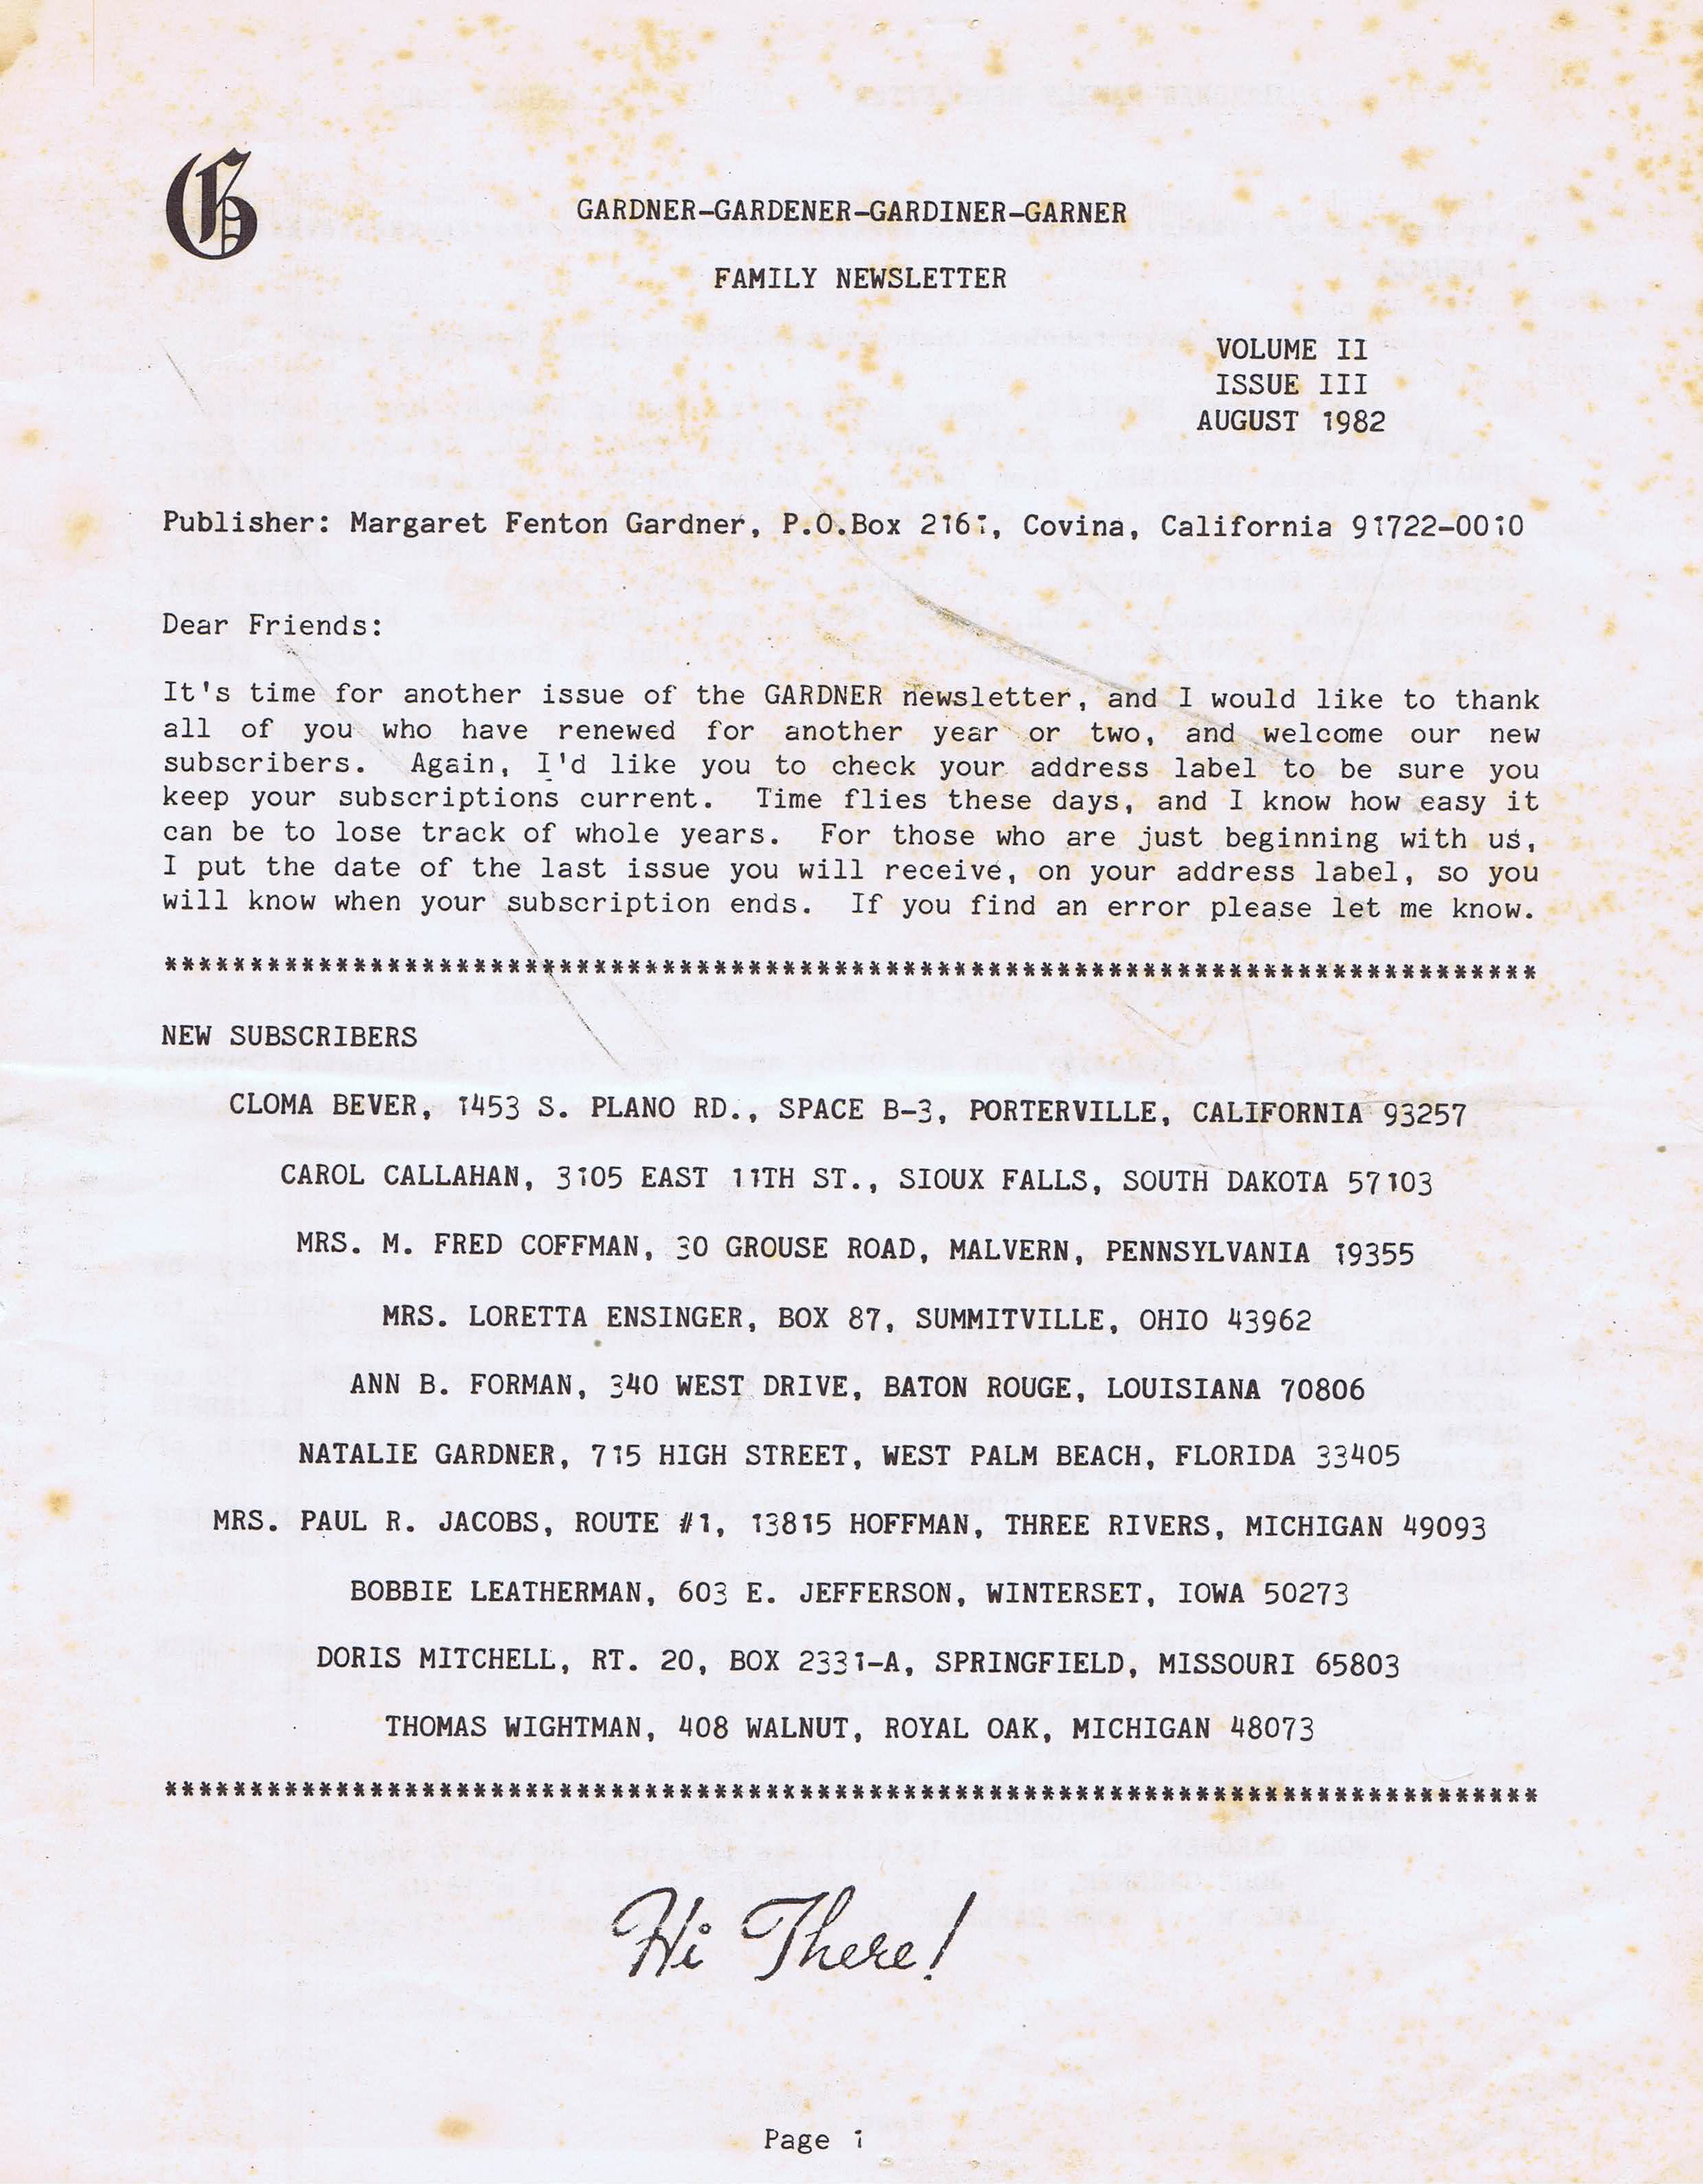 G
GARDNER-GARDENER-GARDINER-GARNER
FAMILY NEWSLETTER
VOLUME II
ISSUE III
AUGUST 1982
Publisher: Margaret Fenton Gardner, P.O.Box 2161, Covina, California 91722-0010
Dear Friends:
It's time for another issue of the GARDNER newsletter, and I would like to thank
all of you who have renewed for another year or two, and welcome our new
subscribers. Again, I'd like you to check your address label to be sure you
keep your subscriptions current. Time flies these days, and I know how easy it
can be to lose track of whole years. For those who are just beginning with us,
I put the date of the last issue you will receive, on your address label, so you
will know when your subscription ends. If you find an error please let me know.
********************************************************************************
NEW SUBSCRIBERS
CLOMA BEVER, 1453 S. PLANO RD., SPACE B-3, PORTERVILLE, CALIFORNIA 93257
CAROL CALLAHAN, 3105 EAST 11TH ST., SIOUX FALLS, SOUTH DAKOTA 57103
MRS. M. FRED COFFMAN, 30 GROUSE ROAD, MALVERN, PENNSYLVANIA 19355
MRS. LORETTA ENSINGER, BOX 87, SUMMITVILLE, OHIO 43962
ANN B. FORMAN, 340 WEST DRIVE, BATON ROUGE, LOUISIANA 70806
NATALIE GARDNER, 715 HIGH STREET, WEST PALM BEACH, FLORIDA 33405
MRS. PAUL R. JACOBS, ROUTE #1, 13815 HOFFMAN, THREE RIVERS, MICHIGAN 49093
BOBBIE LEATHERMAN, 603 E. JEFFERSON, WINTERSET, IOWA 50273
DORIS MITCHELL, RT. 20, BOX 2331-A, SPRINGFIELD, MISSOURI 65803
THOMAS WIGHTMAN, 408 WALNUT, ROYAL OAK, MICHIGAN 48073
********************************************************************************
Hi There!
Page 1